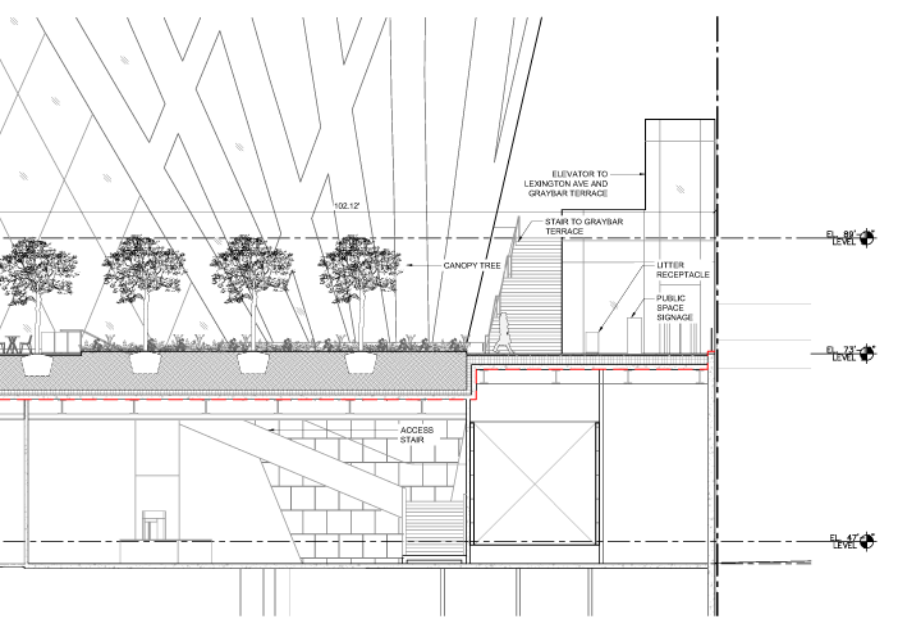 ELEVATOR TO
LEXINGTON AVE AND
GRAYBAR TERRACE
102.12'
STAIR TO GRAYBAR
TERRACE
EL. 89'
LEVEL
CANOPY TREE
LITTER
RECEPTACLE
PUBLIC
SPACE
SIGNAGE
EL. 73'
LEVEL
ACCESS
STAIR
EL. 47'
LEVEL